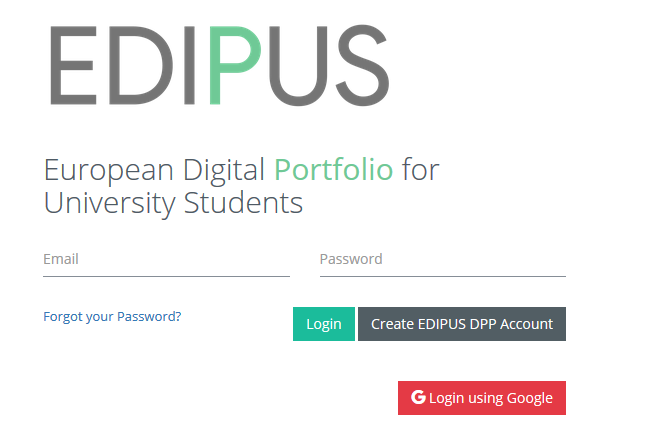 EDIPUS
European Digital Portfolio for
University Students
Email
Password
Forgot your Password?
Login
Create EDIPUS DPP Account
G Login using Google